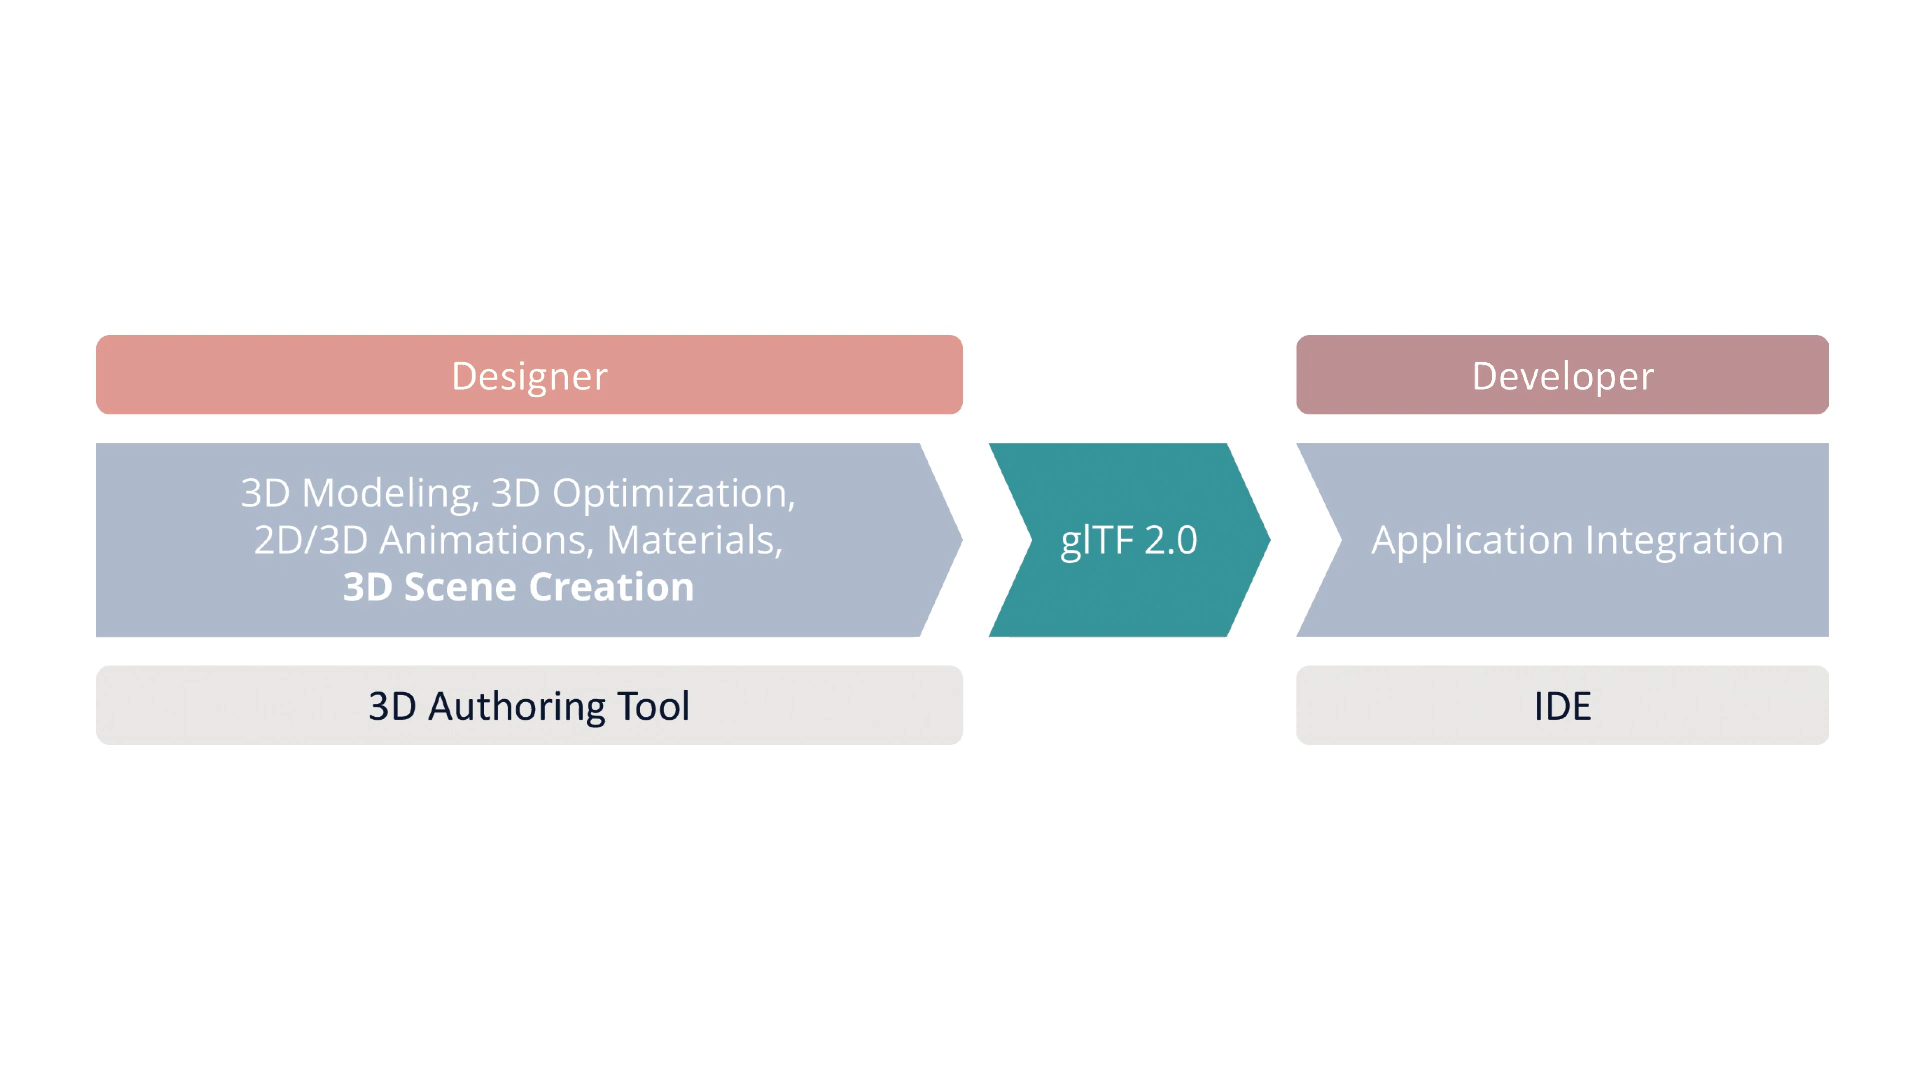 Designer
Developer
3D Modeling, 3D Optimization,
2D/3D Animations, Materials,
3D Scene Creation
glTF 2.0
Application Integration
3D Authoring Tool
IDE